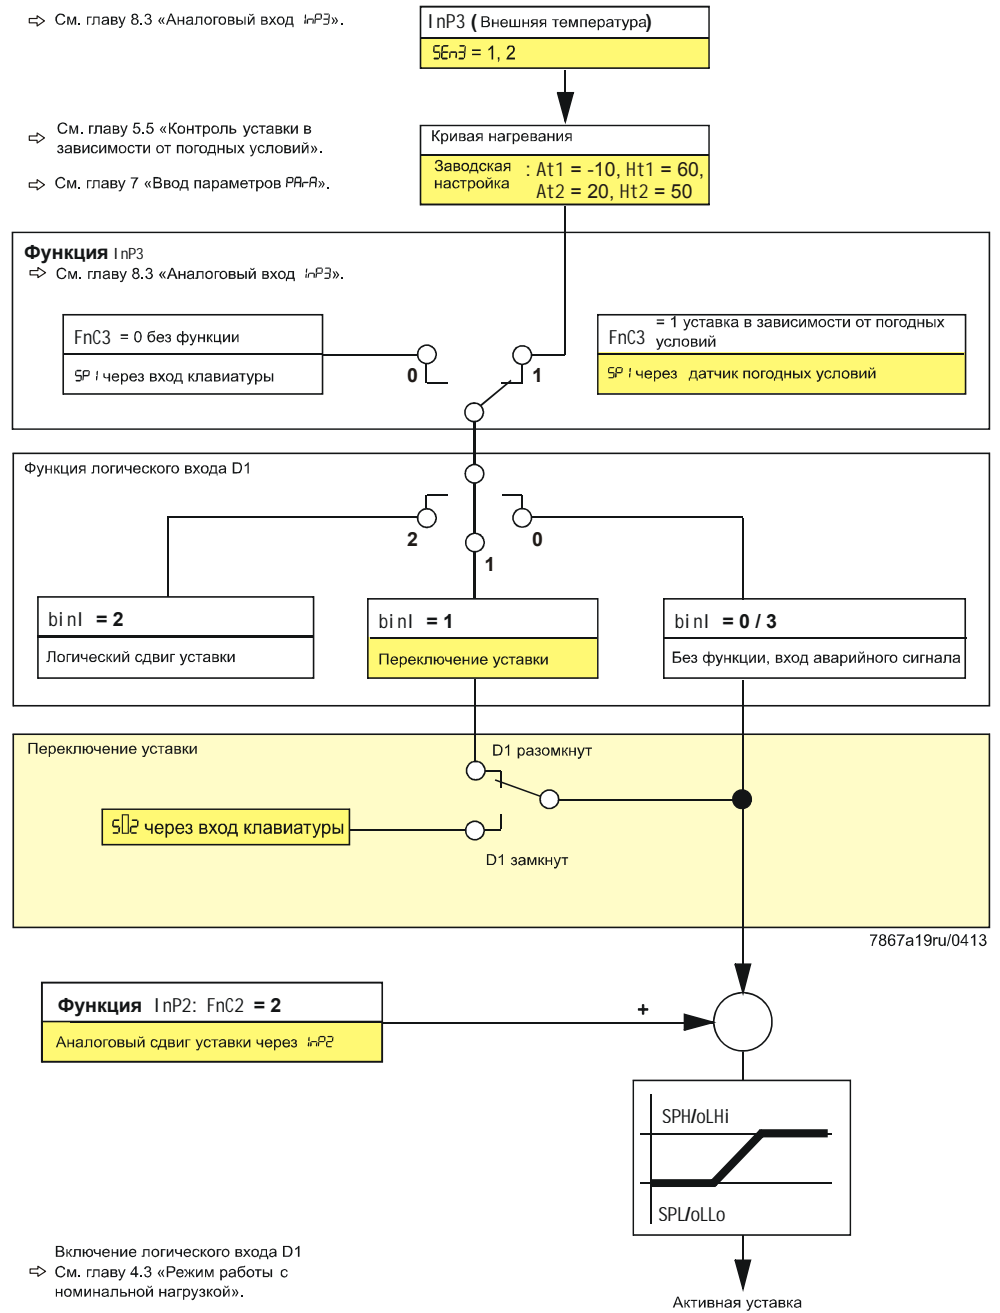 ⇨ См. главу 8.3 «Аналоговый вход InP3».
InP3 (Внешняя температура)
SEn3 = 1, 2
⇨ См. главу 5.5 «Контроль уставки в
зависимости от погодных условий».
⇨ См. главу 7 «Ввод параметров PArA».
Кривая нагревания
Заводская : At1 = -10, Ht1 = 60,
настройка At2 = 20, Ht2 = 50
Функция InP3
⇨ См. главу 8.3 «Аналоговый вход InP3».
FnC3 = 0 без функции
SP1 через вход клавиатуры
0
1
FnC3 = 1 уставка в зависимости от погодных
условий
SP1 через датчик погодных условий
Функция логического входа D1
2
0
1
binI = 2
Логический сдвиг уставки
binI = 1
Переключение уставки
binI = 0 / 3
Без функции, вход аварийного сигнала
Переключение уставки
D1 разомкнут
через вход клавиатуры
D1 замкнут
7867a19ru/0413
Функция InP2: FnC2 = 2
Аналоговый сдвиг уставки через InP2
+
SPH/oLHi
SPL/oLLo
Включение логического входа D1
⇨ См. главу 4.3 «Режим работы с
номинальной нагрузкой».
Активная уставка